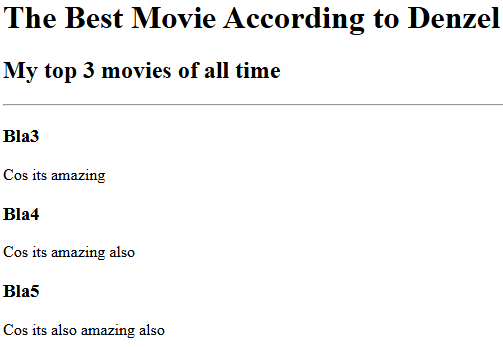 The Best Movie According to Denzel
My top 3 movies of all time
Bla3
Cos its amazing
Bla4
Cos its amazing also
Bla5
Cos its also amazing also